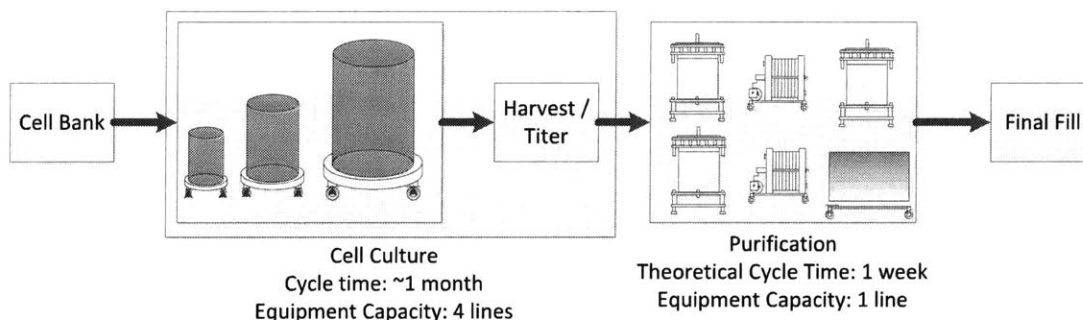 Cell Bank
Harvest /
Titer
Final Fill
Cell Culture
Cycle time: ~1 month
Equipment Capacity: 4 lines
Purification
Theoretical Cycle Time: 1 week
Equipment Capacity: 1 line